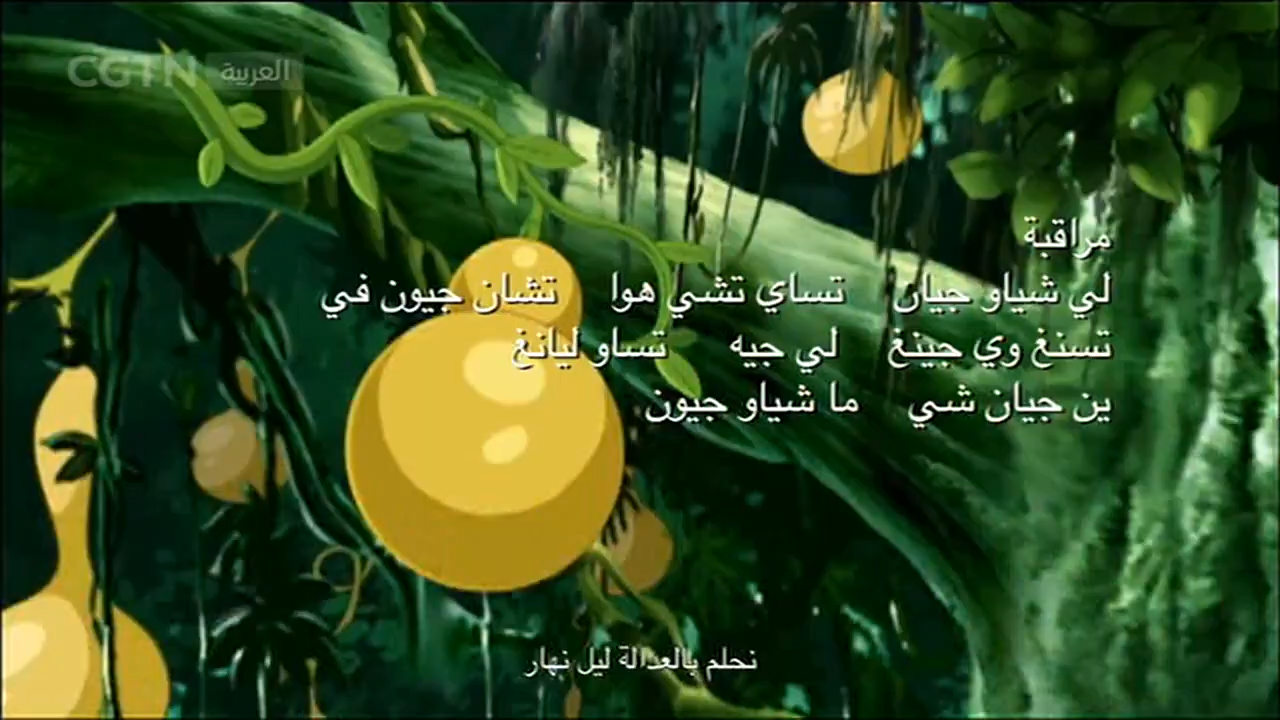 CGTN العربية
مراقبة
لي شياو جيان تساي تشي هوا تشان جيون في
تسنغ وي جينغ لي جيه تساو ليانغ
ين جيان شي ما شياو جيون
نحلم بالعدالة ليل نهار